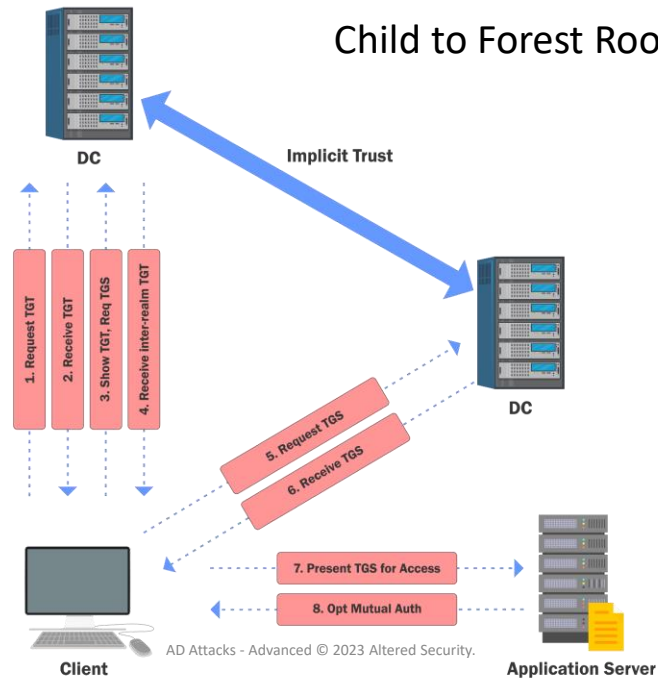 Child to Forest Roo
DC
Implicit Trust
1. Request TGT
2. Receive TGT
3. Show TGT, Req TGS
4. Receive inter-realm TGT
DC
5. Request TGS
6. Receive TGS
7. Present TGS for Access
8. Opt Mutual Auth
AD Attacks - Advanced © 2023 Altered Security.
Client
Application Server